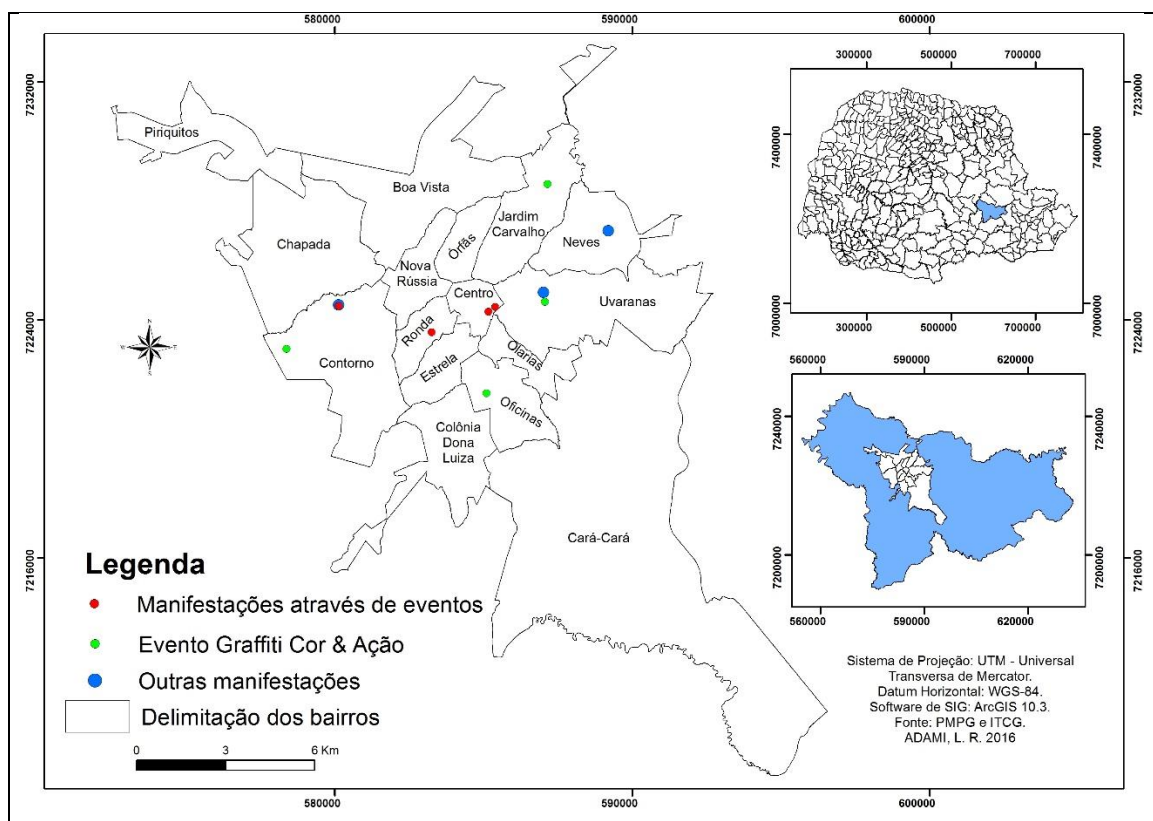 580000
590000
600000
7232000
7224000
7216000
7232000
7224000
7216000
580000
590000
600000
Piriquitos
Boa Vista
Chapada
Órfãs
Jardim
Carvalho
Neves
Nova
Rússia
Centro
Uvaranas
Ronda
Contorno
Estrela
Olarias
Oficinas
Colônia
Dona
Luiza
Cará-Cará
N
Legenda
Manifestações através de eventos
Evento Graffiti Cor & Ação
Outras manifestações
Delimitação dos bairros
0
3
6 Km
300000
500000
700000
7400000
7000000
7400000
7000000
300000
500000
700000
560000
590000
620000
7240000
7200000
7240000
7200000
560000
590000
620000
Sistema de Projeção: UTM - Universal
Transversa de Mercator.
Datum Horizontal: WGS-84.
Software de SIG: ArcGIS 10.3.
Fonte: PMPG e ITCG.
ADAMI, L. R. 2016